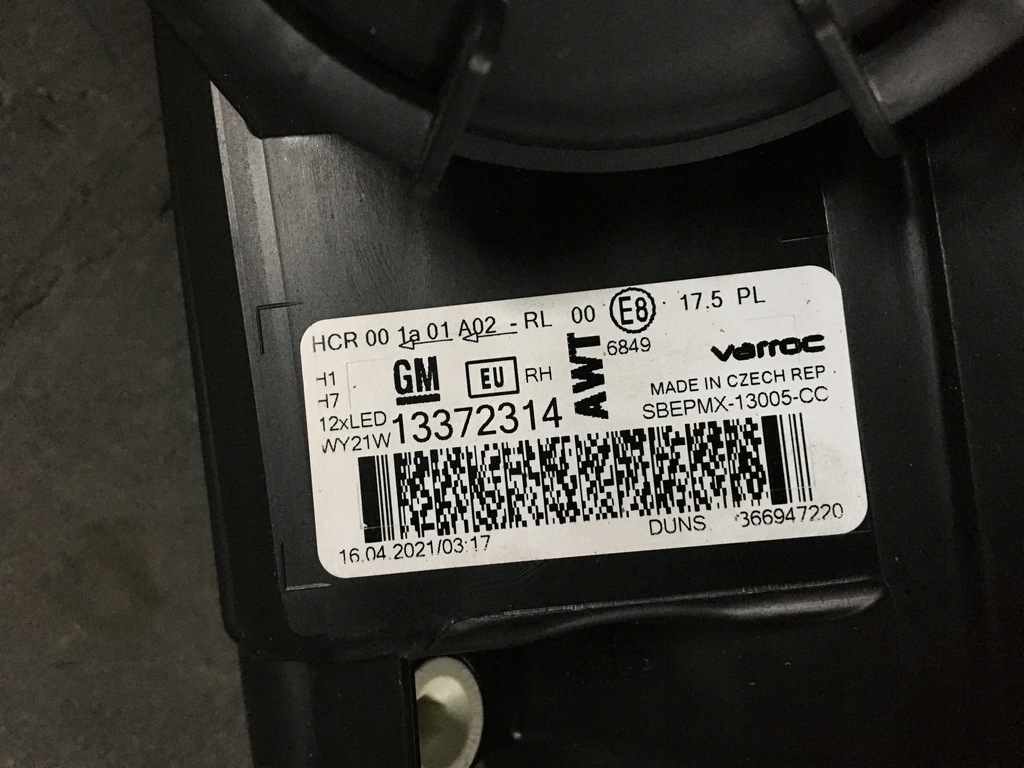 HCR 00 1a 01 A02 - RL 00 E8 17.5 PL
6849
H1
H7
GM EU RH AWT varroc
MADE IN CZECH REP
12xLED 13372314 SBEPMX-13005-CC
WY21W
16.04.2021/03:17 DUNS 366947220